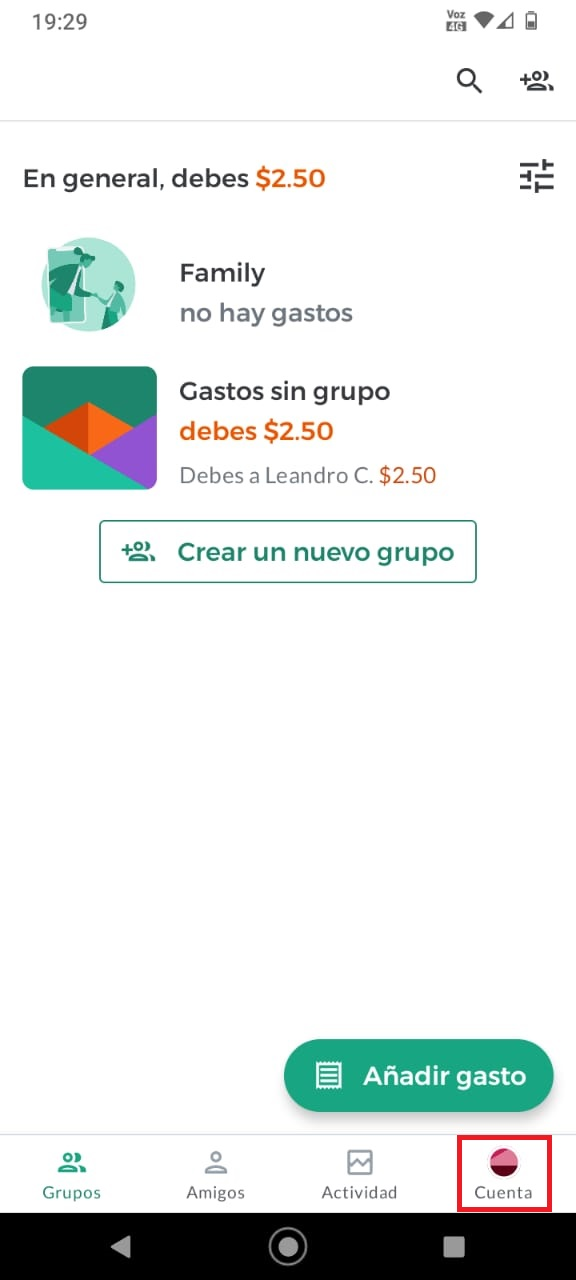 19:29
Voz
4G
En general, debes $2.50
Family
no hay gastos
Gastos sin grupo
debes $2.50
Debes a Leandro C. $2.50
Crear un nuevo grupo
Añadir gasto
Grupos
Amigos
Actividad
Cuenta